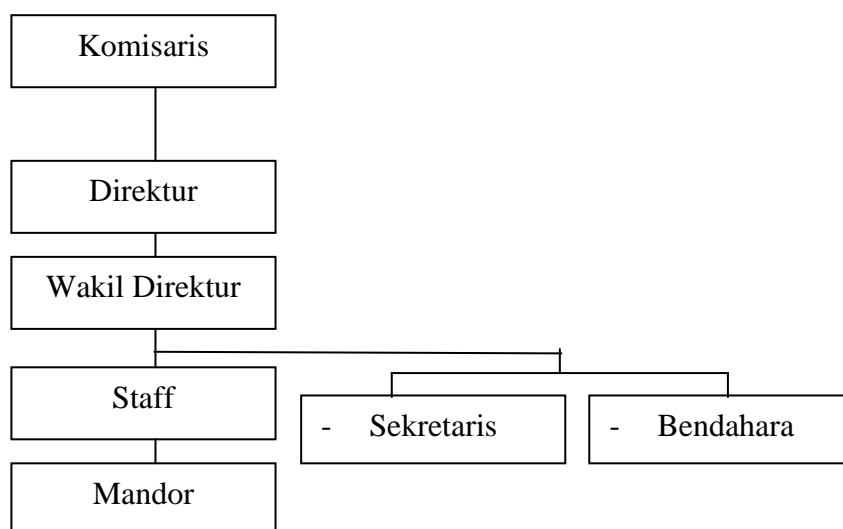 Komisaris
Direktur
Wakil Direktur
Staff
- Sekretaris
- Bendahara
Mandor